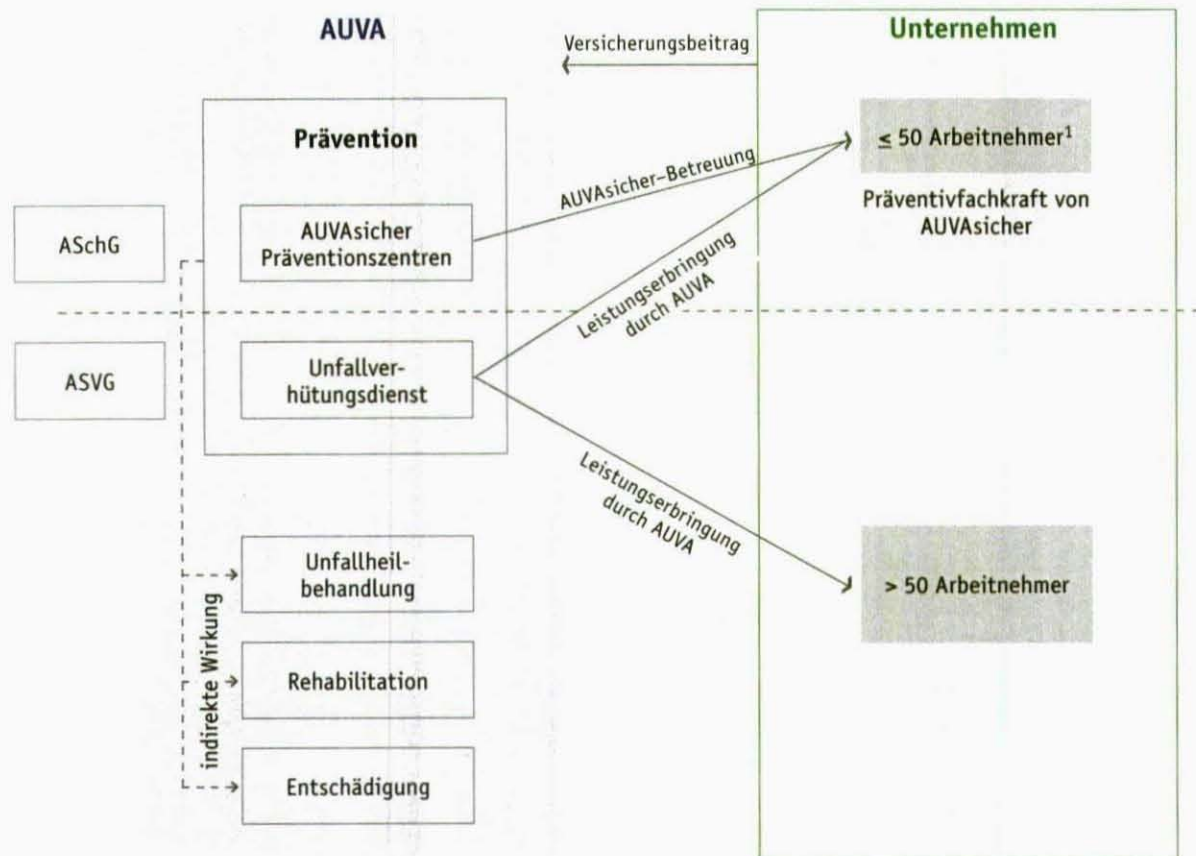 AUVA
Unternehmen
Versicherungsbeitrag
Prävention
≤ 50 Arbeitnehmer¹
AUVAsicher-Betreuung
Präventivfachkraft von
AUVAsicher
ASchG
AUVAsicher
Präventionszentren
Leistungserbringung
durch AUVA
ASVG
Unfallver-
hütungsdienst
Leistungserbringung
durch AUVA
Unfallheil-
behandlung
> 50 Arbeitnehmer
indirekte Wirkung
Rehabilitation
Entschädigung